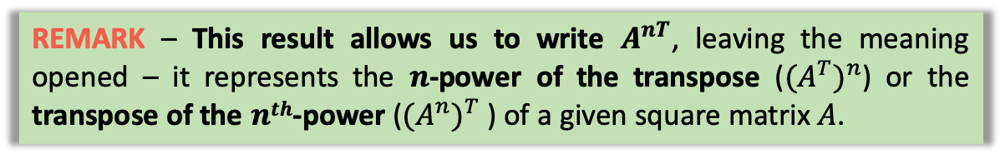 REMARK – This result allows us to write $A^{nT}$, leaving the meaning
opened – it represents the $n$-power of the transpose ($(A^T)^n$) or the
transpose of the $n^{th}$-power ($(A^n)^T$ ) of a given square matrix $A$.